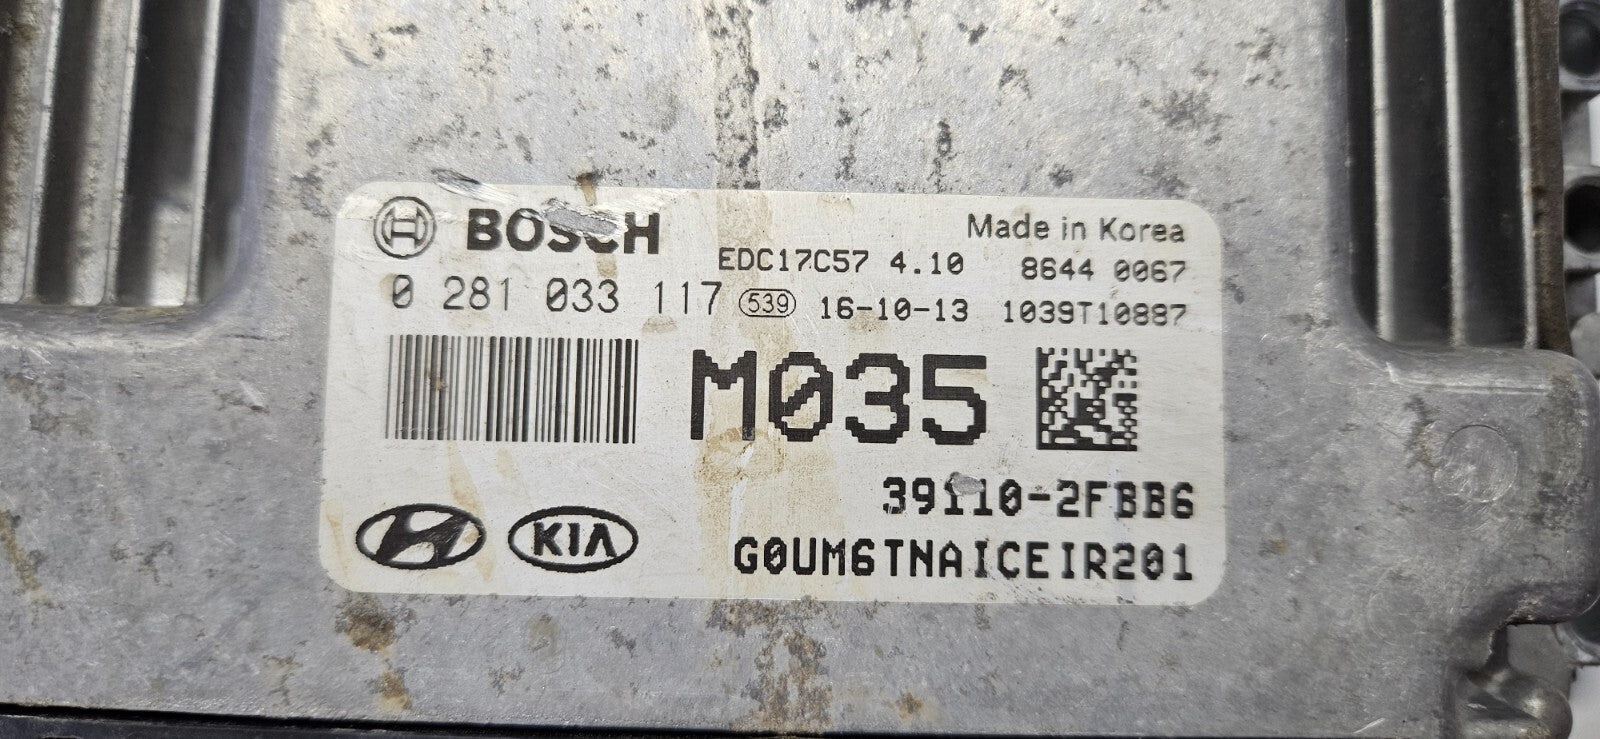 BOSCH
Made in Korea
EDC17C57 4.10 8644 0067
0 281 033 117 539 16-10-13 1039T10887
M035
39110-2FBB6
KIA
G0UM6TNAICEIR201